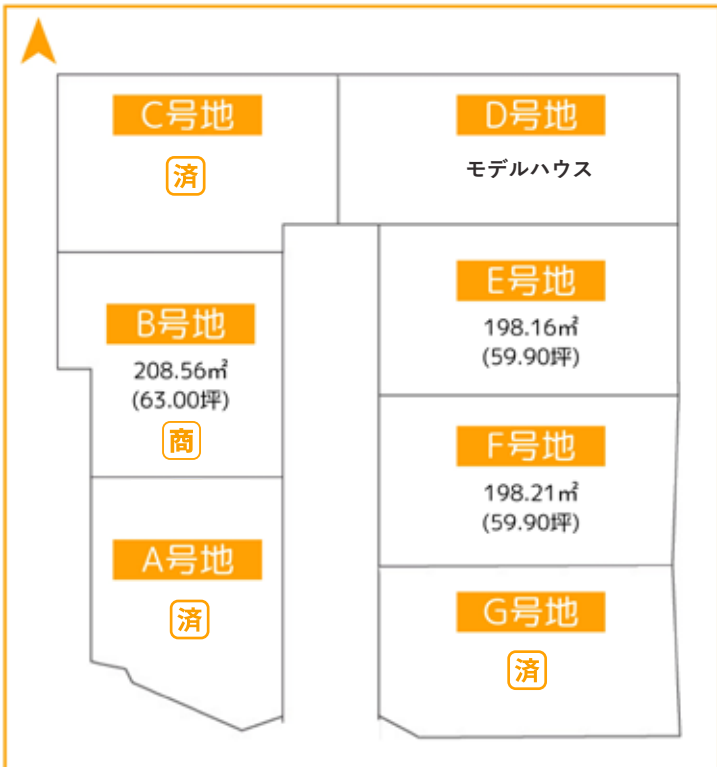 C号地
済
D号地
モデルハウス
B号地
208.56㎡
(63.00坪)
商
E号地
198.16㎡
(59.90坪)
F号地
198.21㎡
(59.90坪)
A号地
済
G号地
済